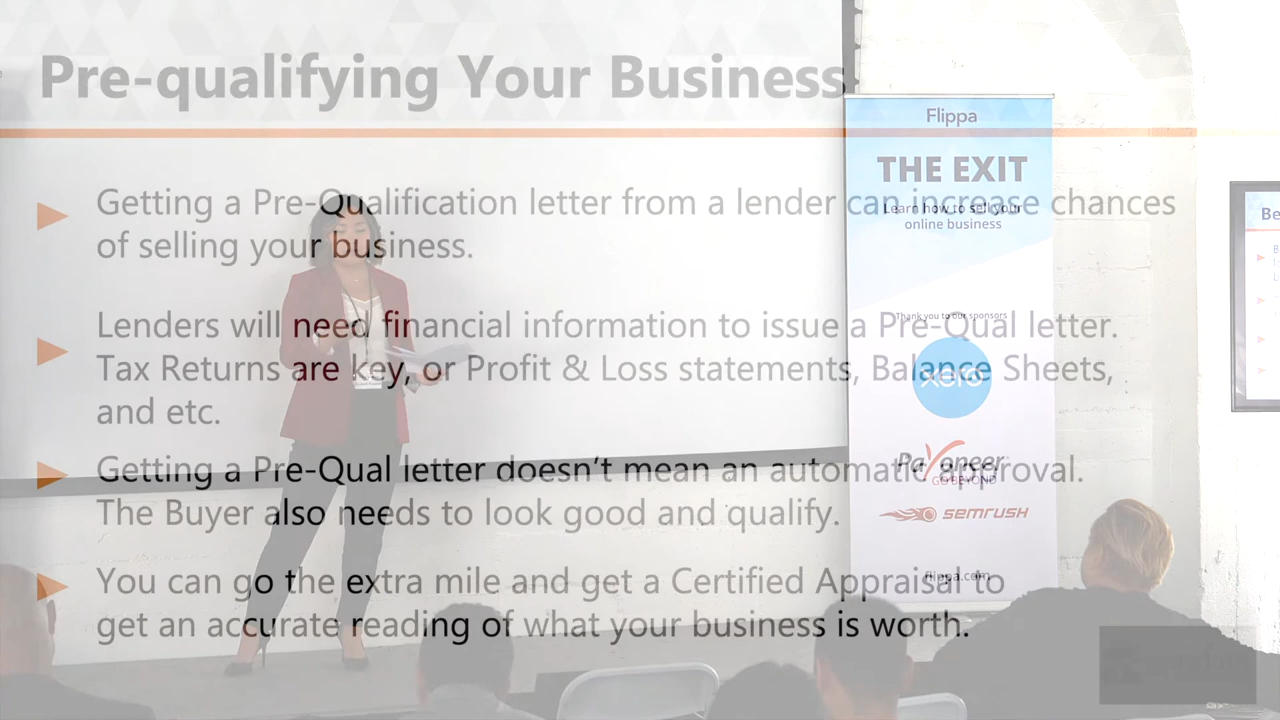 Pre-qualifying Your Business
Getting a Pre-Qualification letter from a lender can increase chances
of selling your business.
Lenders will need financial information to issue a Pre-Qual letter.
Tax Returns are key, or Profit & Loss statements, Balance Sheets,
and etc.
Getting a Pre-Qual letter doesn't mean an automatic approval.
The Buyer also needs to look good and qualify.
You can go the extra mile and get a Certified Appraisal to
get an accurate reading of what your business is worth.
Flippa
THE EXIT
Learn how to sell your
online business
Thank you to our sponsors
xero
Payoneer
GO BEYOND
semrush
flippa.com
Be